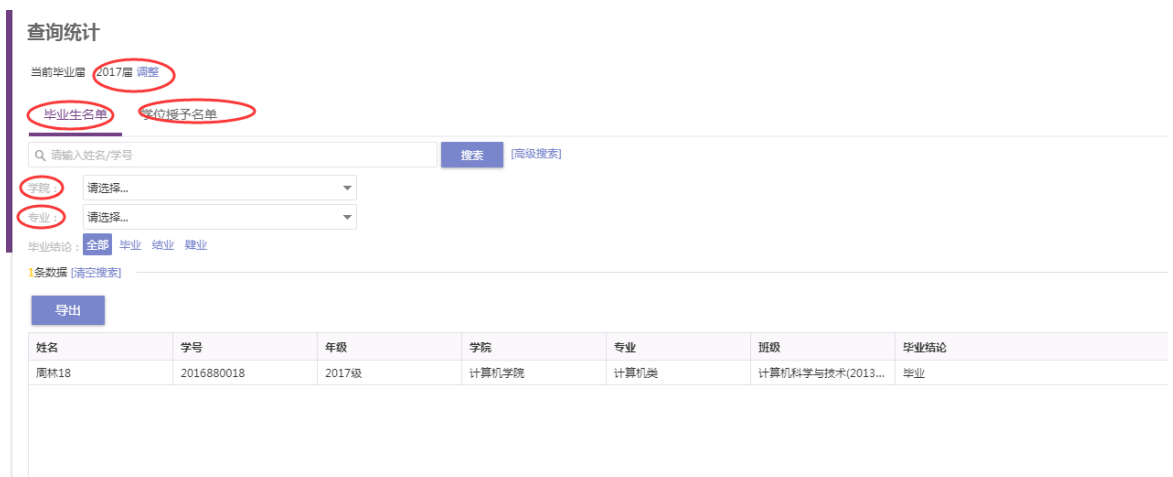 查询统计
当前毕业届 2017届 调整
毕业生名单 学位授予名单
请输入姓名/学号 搜索 [高级搜索]
学院： 请选择...
专业： 请选择...
毕业结论： 全部 毕业 结业 肄业
1条数据 [清空搜索]
导出
姓名 学号 年级 学院 专业 班级 毕业结论
周林18 2016880018 2017级 计算机学院 计算机类 计算机科学与技术(2013... 毕业